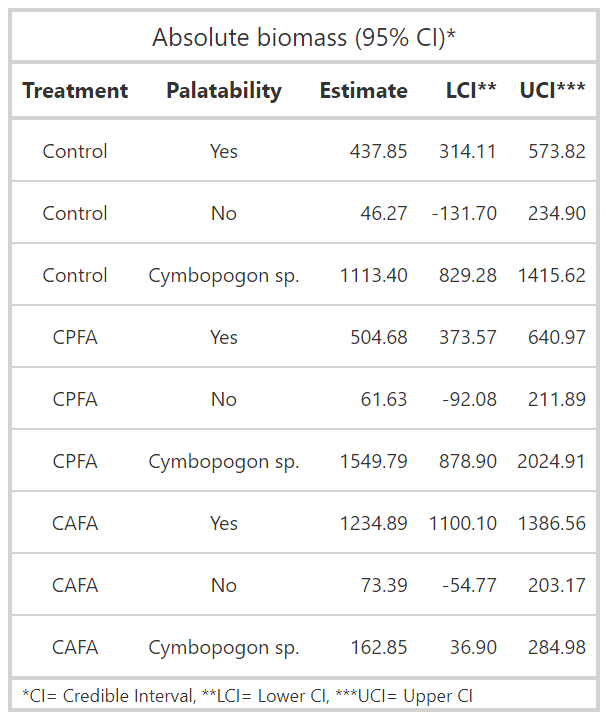 Absolute biomass (95% CI)*
Treatment Palatability Estimate LCI** UCI***
Control Yes 437.85 314.11 573.82
Control No 46.27 -131.70 234.90
Control Cymbopogon sp. 1113.40 829.28 1415.62
CPFA Yes 504.68 373.57 640.97
CPFA No 61.63 -92.08 211.89
CPFA Cymbopogon sp. 1549.79 878.90 2024.91
CAFA Yes 1234.89 1100.10 1386.56
CAFA No 73.39 -54.77 203.17
CAFA Cymbopogon sp. 162.85 36.90 284.98
*CI= Credible Interval, **LCI= Lower CI, ***UCI= Upper CI